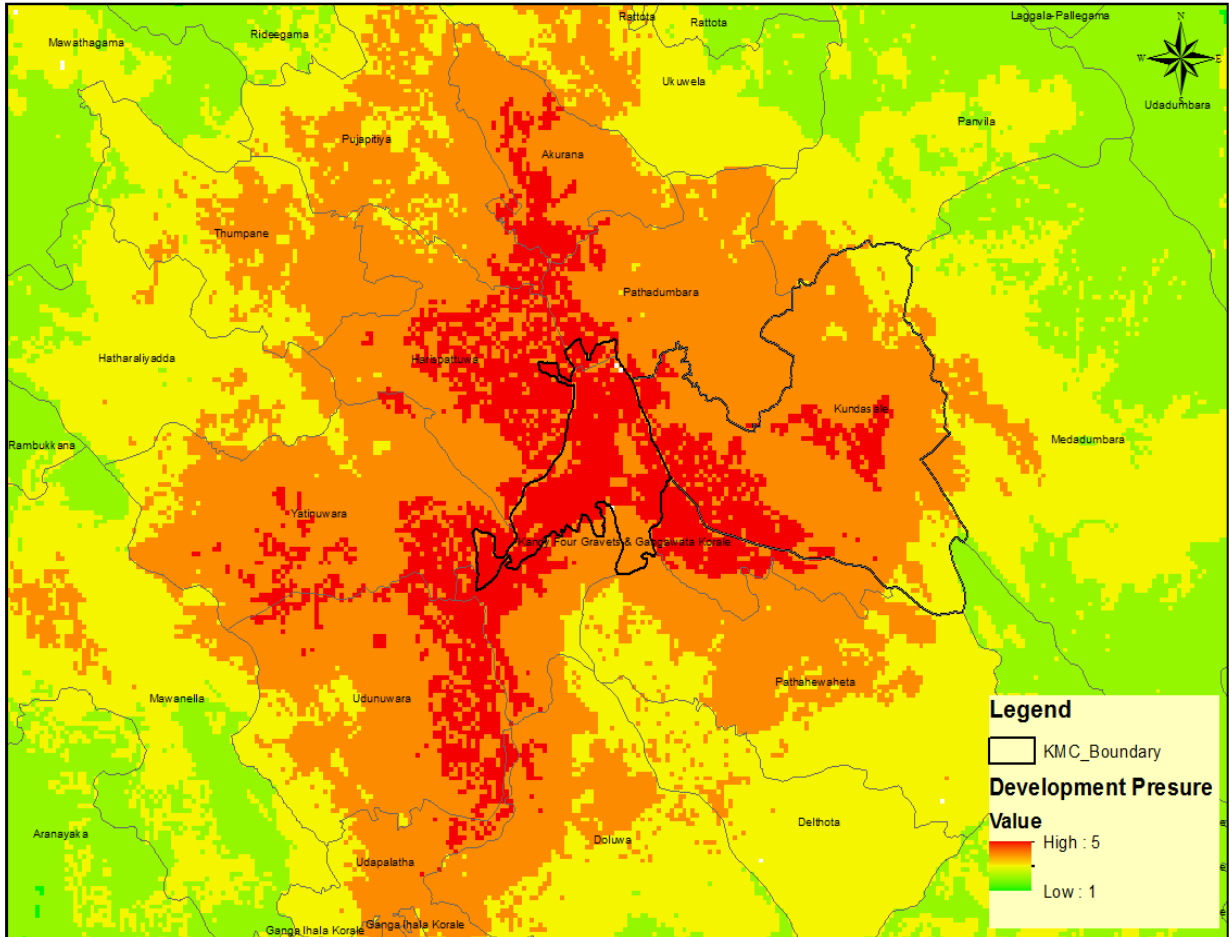 Rattota
Rattota
Laggala-Pallegama
Mawathagama
Rideegama
N
W
E
S
Ukuwela
Udadumbara
Panvila
Pujapitiya
Akurana
Thumpane
Pathadumbara
Hatharaliyadda
Harispattuwa
Kundasale
Rambukkana
Medadumbara
Yatinuwara
Kandy Four Gravets & Gangawata Korale
Pathahewaheta
Mawanella
Udunuwara
Legend
KMC_Boundary
Development Presure
Value
High : 5
Low : 1
Aranayaka
Doluwa
Delthota
Udapalatha
Ganga Ihala Korale
Ganga Ihala Korale